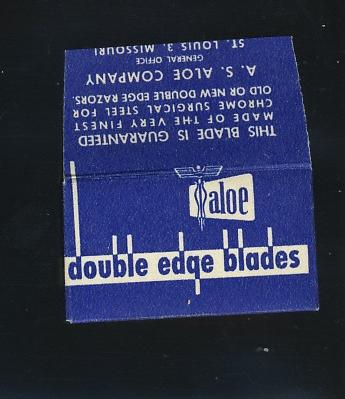 THIS BLADE IS GUARANTEED
MADE OF THE VERY FINEST
CHROME SURGICAL STEEL FOR
OLD OR NEW DOUBLE EDGE RAZORS.
A. S. ALOE COMPANY
GENERAL OFFICE
ST. LOUIS 3, MISSOURI
aloe
double edge blades